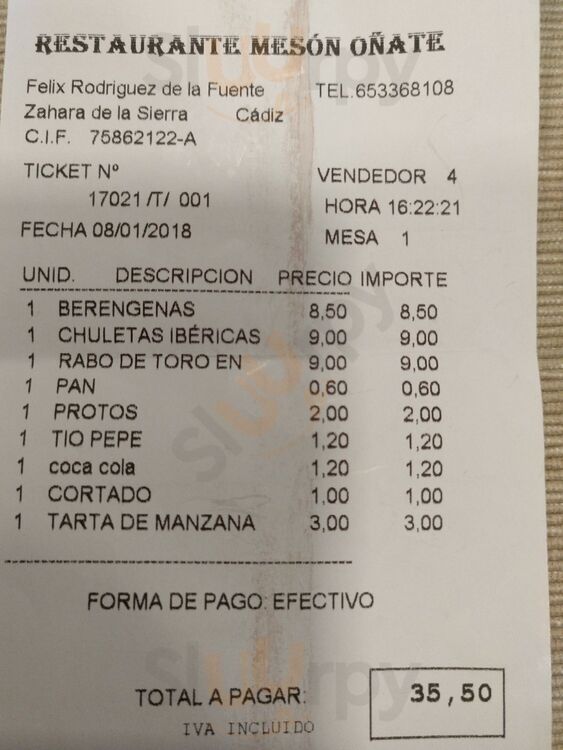 RESTAURANTE MESÓN OÑATE
Felix Rodriguez de la Fuente TEL.653368108
Zahara de la Sierra Cádiz
C.I.F. 75862122-A
TICKET Nº VENDEDOR 4
17021 /T/ 001 HORA 16:22:21
FECHA 08/01/2018 MESA 1
UNID. DESCRIPCION PRECIO IMPORTE
1 BERENGENAS 8,50 8,50
1 CHULETAS IBÉRICAS 9,00 9,00
1 RABO DE TORO EN 9,00 9,00
1 PAN 0,60 0,60
1 PROTOS 2,00 2,00
1 TIO PEPE 1,20 1,20
1 coca cola 1,20 1,20
1 CORTADO 1,00 1,00
1 TARTA DE MANZANA 3,00 3,00
FORMA DE PAGO: EFECTIVO
TOTAL A PAGAR: 35,50
IVA INCLUIDO
sluurpy
sluurpy
sluurpy